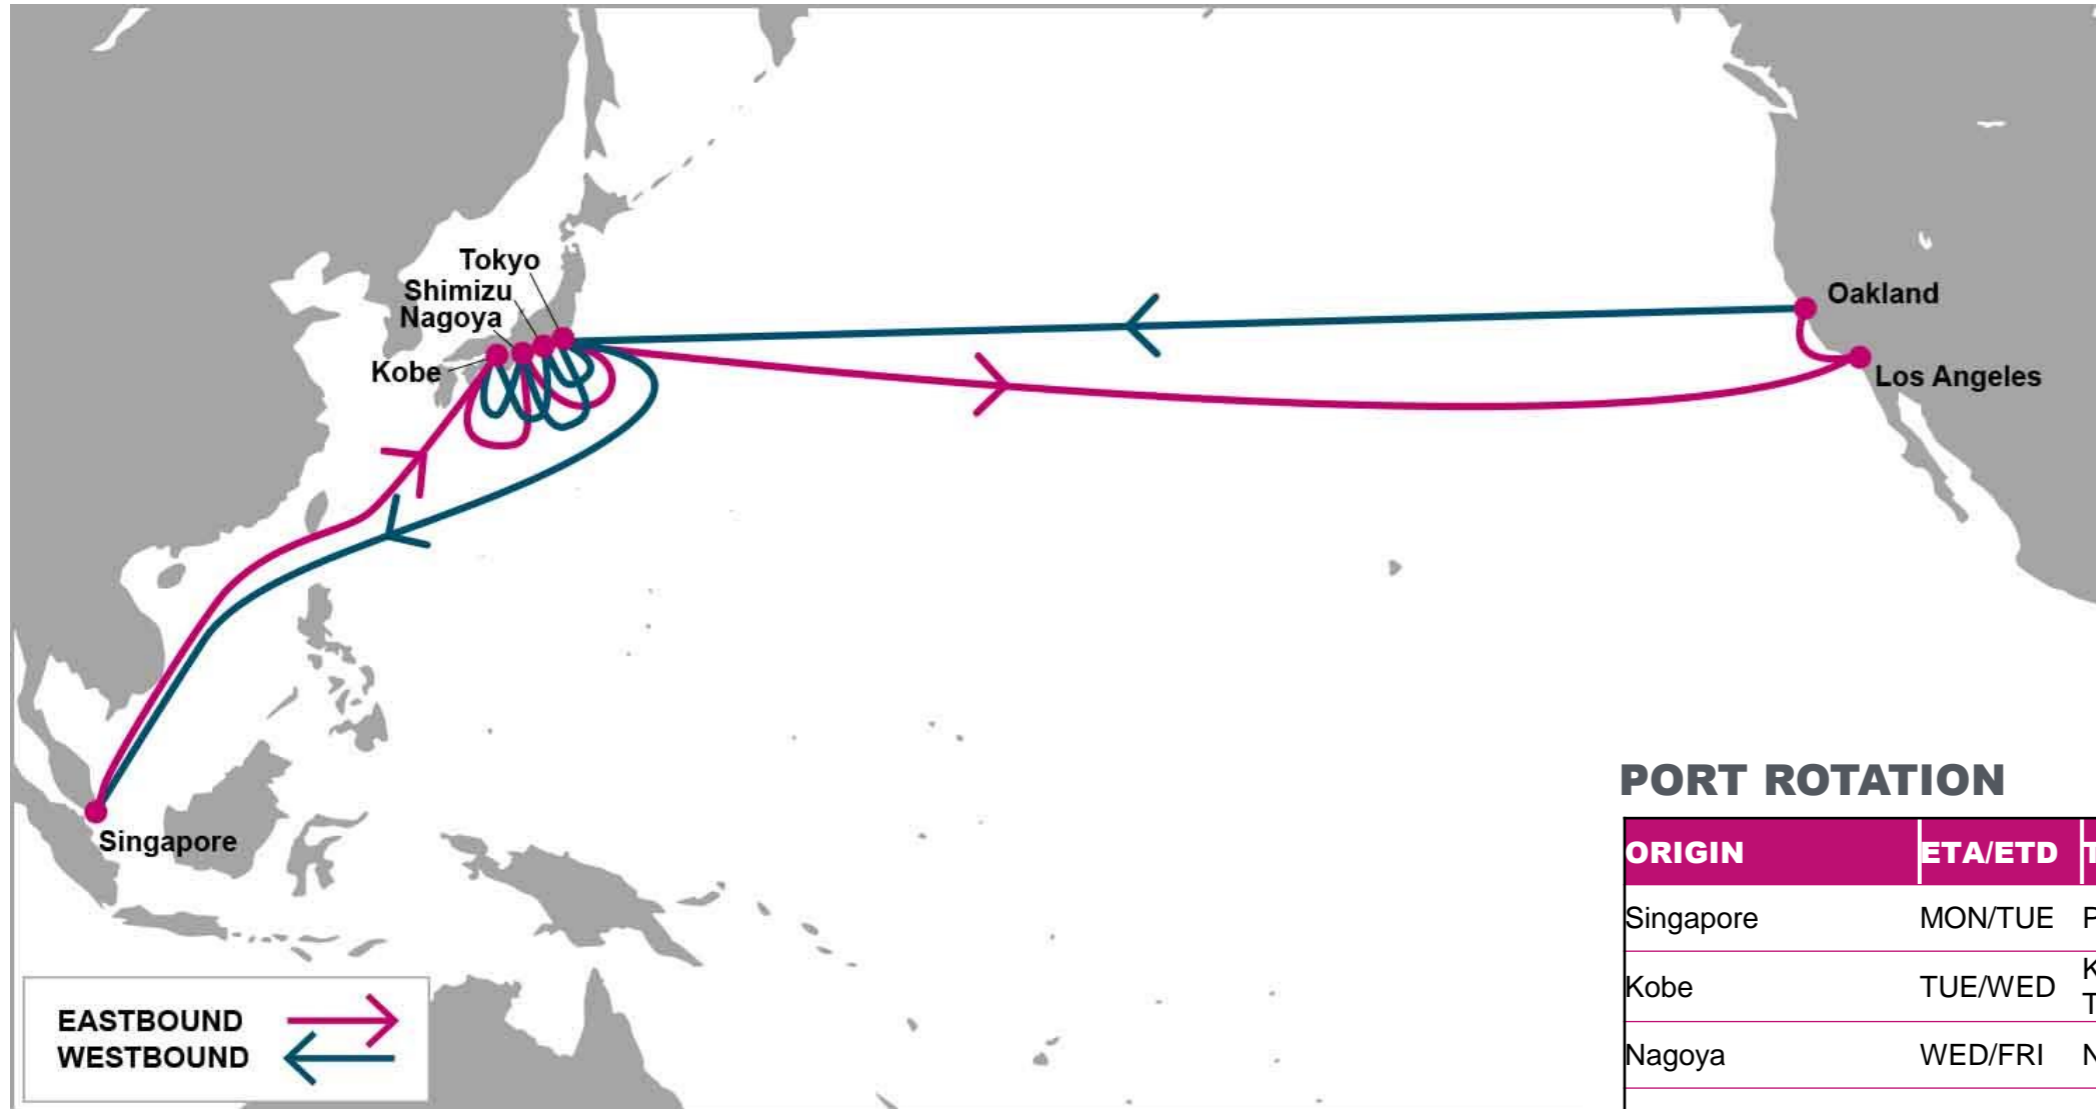 Tokyo
Shimizu
Nagoya
Kobe
Oakland
Los Angeles
Singapore
EASTBOUND
WESTBOUND
PORT ROTATION
ORIGIN ETA/ETD
Singapore MON/TUE
Kobe TUE/WED
Nagoya WED/FRI